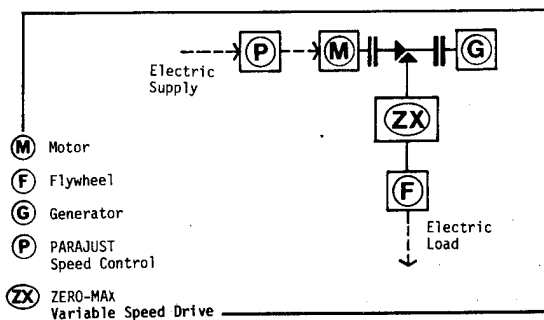 P M G
Electric
Supply
ZX
F
Electric
Load
M Motor
F Flywheel
G Generator
P PARAJUST
Speed Control
ZX ZERO-MAX
Variable Speed Drive